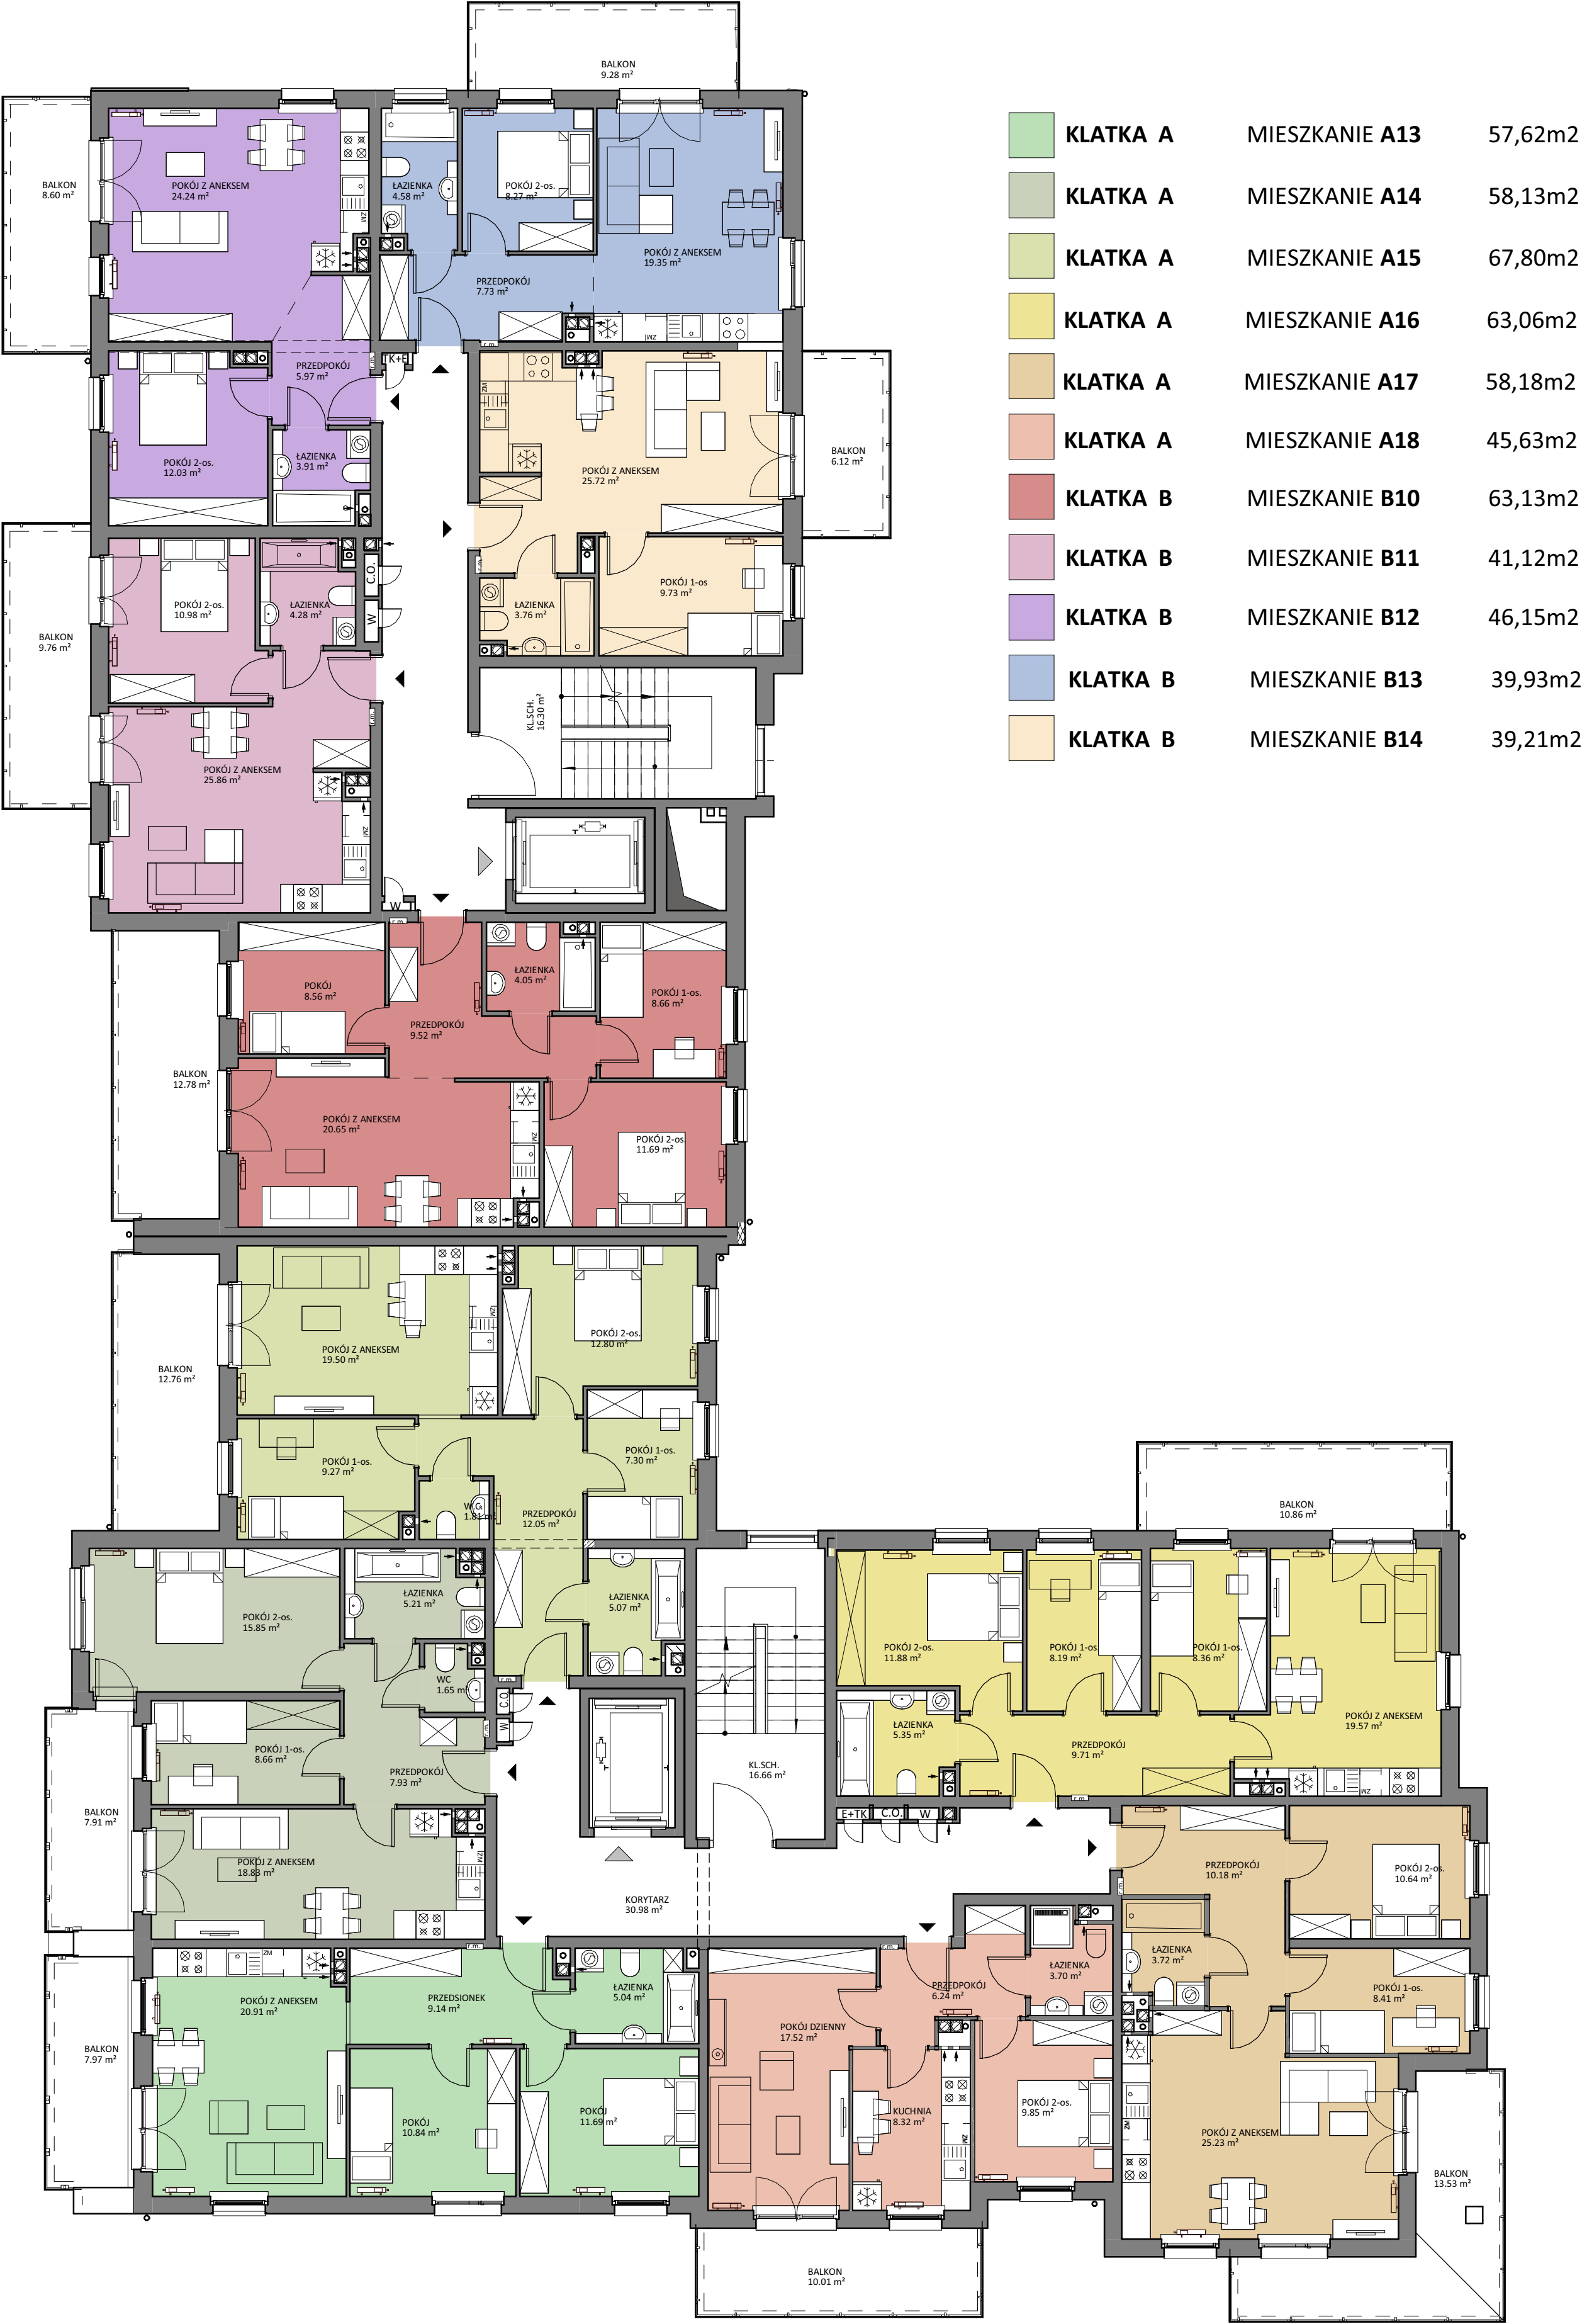 BALKON
9.28 m²
KLATKA A MIESZKANIE A13 57,62m2
KLATKA A MIESZKANIE A14 58,13m2
KLATKA A MIESZKANIE A15 67,80m2
KLATKA A MIESZKANIE A16 63,06m2
KLATKA A MIESZKANIE A17 58,18m2
KLATKA A MIESZKANIE A18 45,63m2
KLATKA B MIESZKANIE B10 63,13m2
KLATKA B MIESZKANIE B11 41,12m2
KLATKA B MIESZKANIE B12 46,15m2
KLATKA B MIESZKANIE B13 39,93m2
KLATKA B MIESZKANIE B14 39,21m2
BALKON
8.60 m²
POKÓJ Z ANEKSEM
24.24 m²
ZM
ŁAZIENKA
4.58 m²
POKÓJ 2-os.
8.27 m²
POKÓJ Z ANEKSEM
19.35 m²
PRZEDPOKÓJ
7.73 m²
ZM
PRZEDPOKÓJ
5.97 m²
r.m.
TK+E
r.m.
POKÓJ 2-os.
12.03 m²
ŁAZIENKA
3.91 m²
ZM
POKÓJ Z ANEKSEM
25.72 m²
BALKON
6.12 m²
r.m.
ŁAZIENKA
3.76 m²
POKÓJ 1-os
9.73 m²
BALKON
9.76 m²
POKÓJ 2-os.
10.98 m²
ŁAZIENKA
4.28 m²
C.O.
W
r.m.
KL.SCH.
16.30 m²
POKÓJ Z ANEKSEM
25.86 m²
ZM
W
r.m.
POKÓJ
8.56 m²
ŁAZIENKA
4.05 m²
POKÓJ 1-os.
8.66 m²
PRZEDPOKÓJ
9.52 m²
BALKON
12.78 m²
POKÓJ Z ANEKSEM
20.65 m²
ZM
POKÓJ 2-os
11.69 m²
BALKON
12.76 m²
POKÓJ Z ANEKSEM
19.50 m²
ZM
POKÓJ 2-os.
12.80 m²
POKÓJ 1-os.
9.27 m²
POKÓJ 1-os.
7.30 m²
W.C.
1.81 m²
PRZEDPOKÓJ
12.05 m²
BALKON
10.86 m²
POKÓJ 2-os.
15.85 m²
ŁAZIENKA
5.21 m²
ŁAZIENKA
5.07 m²
WC
1.65 m²
r.m.
C.O
W
r.m.
POKÓJ 2-os.
11.88 m²
POKÓJ 1-os.
8.19 m²
POKÓJ 1-os.
8.36 m²
POKÓJ Z ANEKSEM
19.57 m²
ŁAZIENKA
5.35 m²
PRZEDPOKÓJ
9.71 m²
ZM
POKÓJ 1-os.
8.66 m²
PRZEDPOKÓJ
7.93 m²
KL.SCH.
16.66 m²
r.m.
BALKON
7.91 m²
E+TK
C.O.
W
POKÓJ Z ANEKSEM
18.83 m²
ZM
KORYTARZ
30.98 m²
PRZEDPOKÓJ
10.18 m²
r.m.
POKÓJ 2-os.
10.64 m²
r.m.
r.m.
ŁAZIENKA
3.72 m²
ŁAZIENKA
3.70 m²
BALKON
7.97 m²
ZM
POKÓJ Z ANEKSEM
20.91 m²
PRZEDSIONEK
9.14 m²
ŁAZIENKA
5.04 m²
PRZEDPOKÓJ
6.24 m²
POKÓJ 1-os.
8.41 m²
POKÓJ DZIENNY
17.52 m²
POKÓJ
10.84 m²
POKÓJ
11.69 m²
KUCHNIA
8.32 m²
ZM
POKÓJ 2-os.
9.85 m²
ZM
POKÓJ Z ANEKSEM
25.23 m²
BALKON
13.53 m²
BALKON
10.01 m²